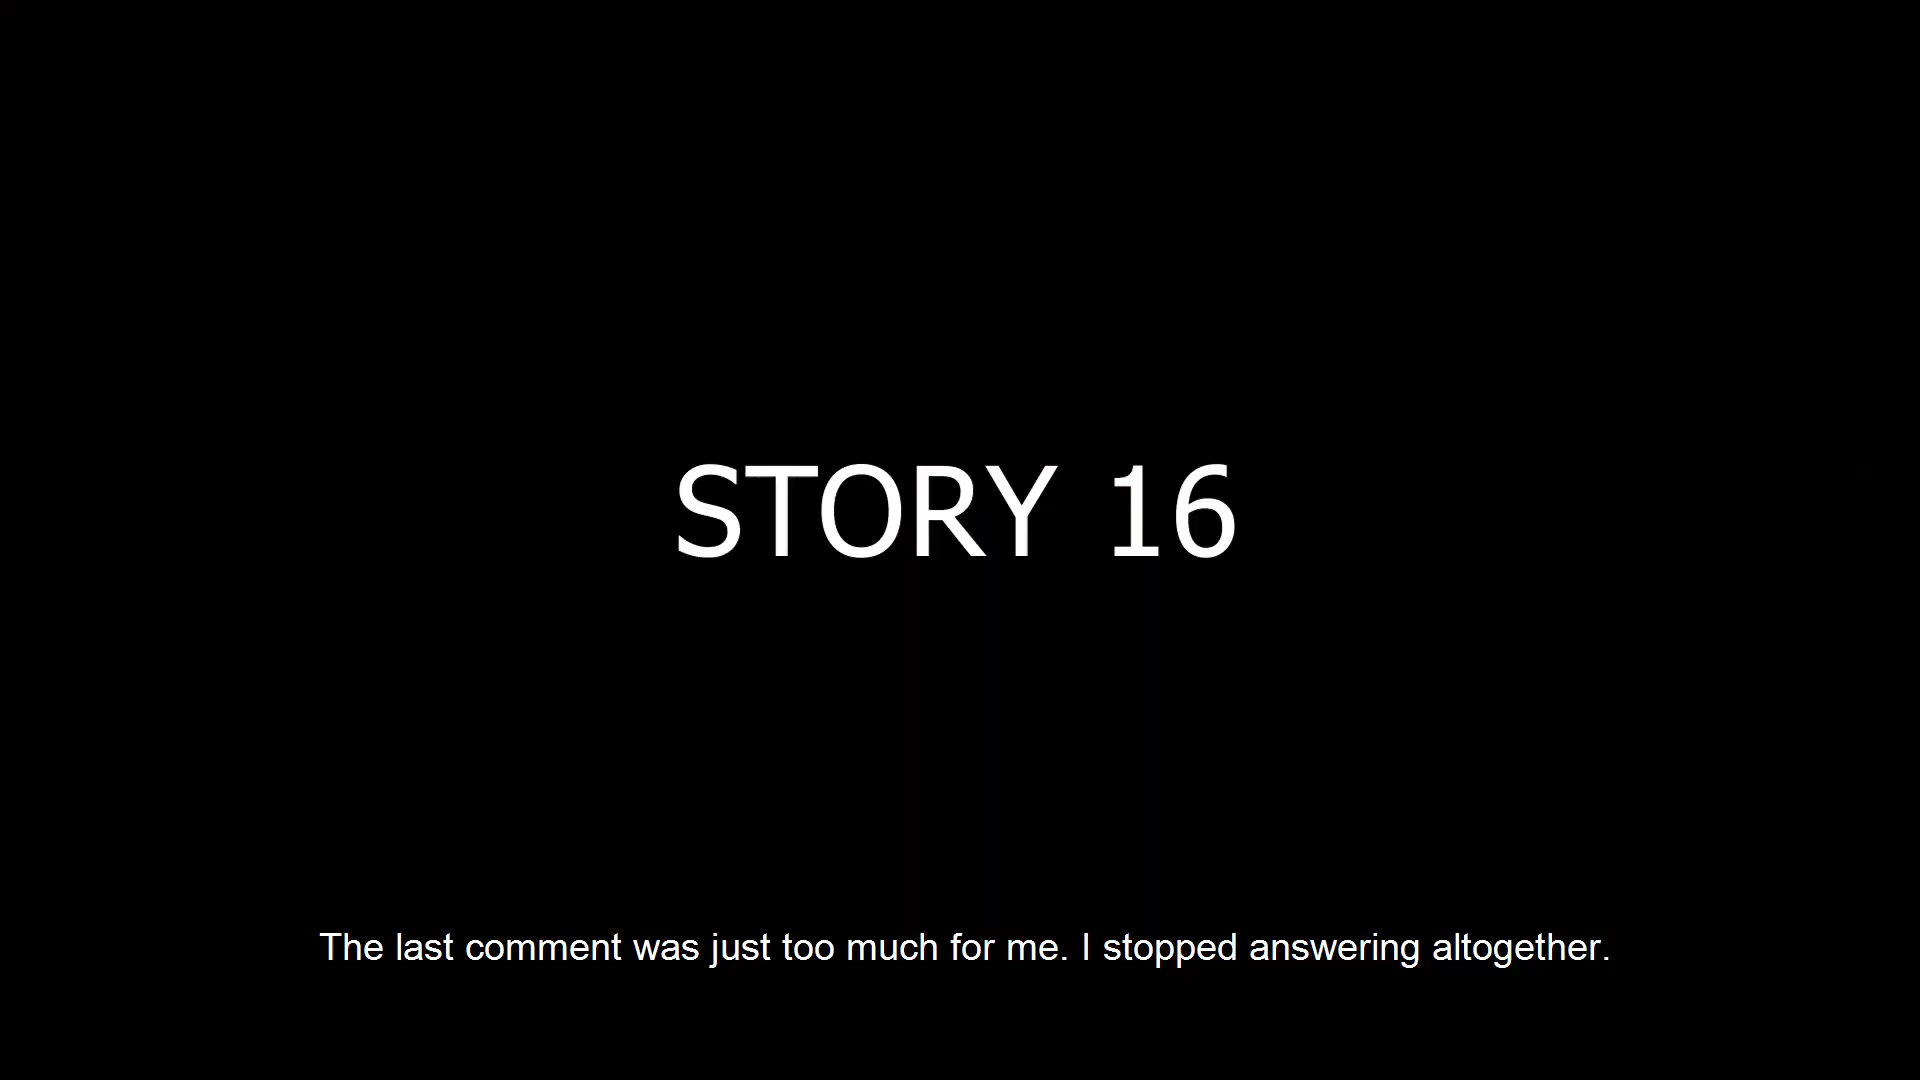 STORY 16
The last comment was just too much for me. I stopped answering altogether.